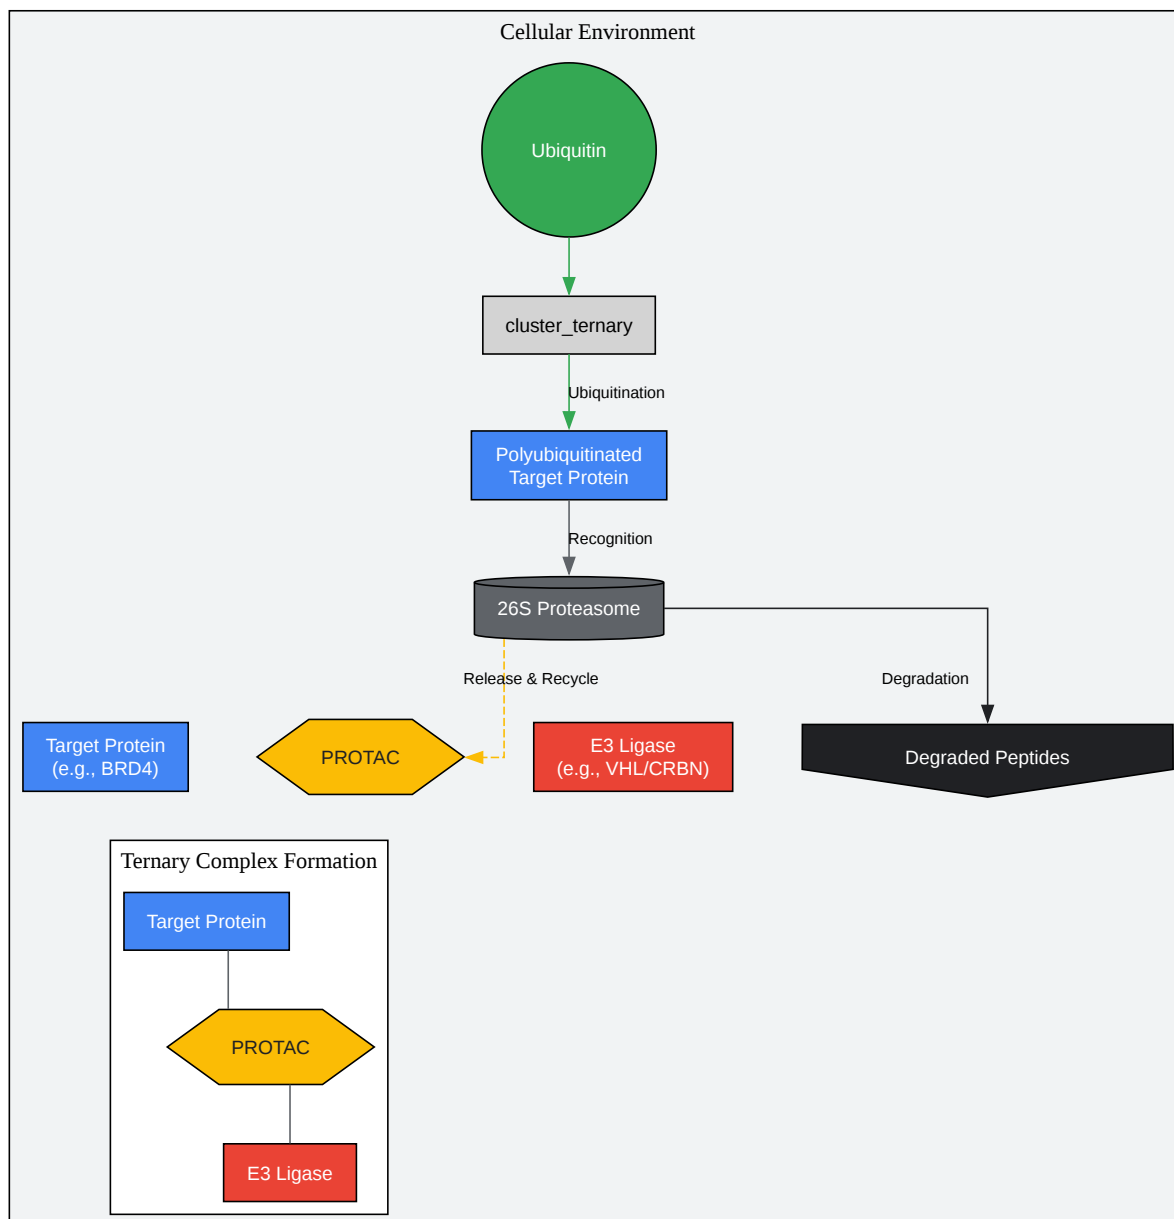 Cellular Environment
Ubiquitin
cluster_ternary
Ubiquitination
Polyubiquitinated
Target Protein
Recognition
26S Proteasome
Release & Recycle
Degradation
Target Protein
(e.g., BRD4)
PROTAC
E3 Ligase
(e.g., VHL/CRBN)
Degraded Peptides
Ternary Complex Formation
Target Protein
PROTAC
E3 Ligase